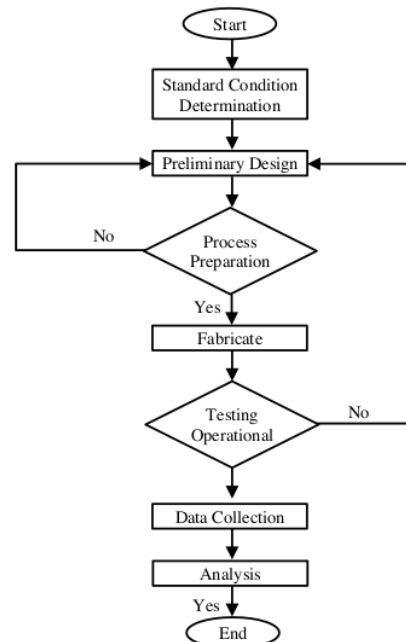 Start
Standard Condition
Determination
Preliminary Design
No
Process
Preparation
Yes
Fabricate
Testing
Operational
No
Data Collection
Analysis
Yes
End